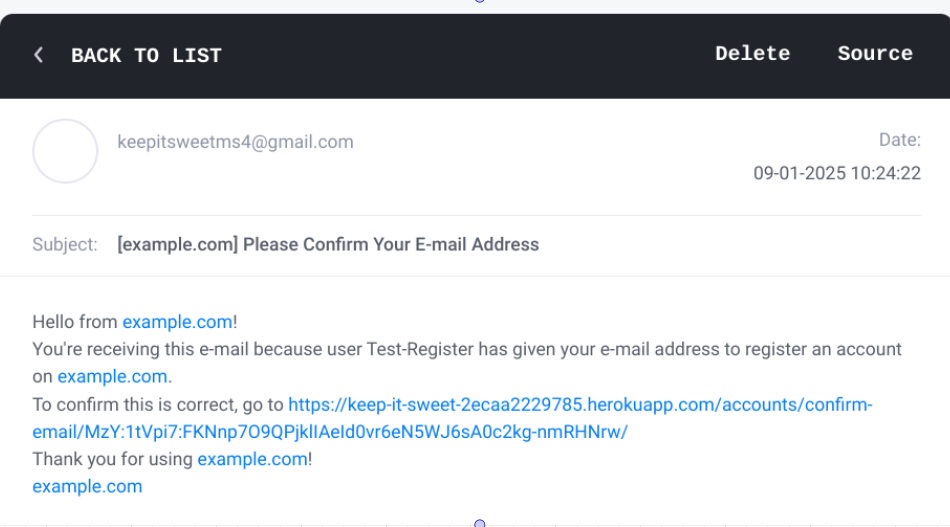 BACK TO LIST Delete Source
keepitsweetms4@gmail.com
Date:
09-01-2025 10:24:22
Subject: [example.com] Please Confirm Your E-mail Address
Hello from example.com!
You're receiving this e-mail because user Test-Register has given your e-mail address to register an account
on example.com.
To confirm this is correct, go to https://keep-it-sweet-2ecaa2229785.herokuapp.com/accounts/confirm-
email/MzY:1tVpi7:FKNnp7O9QPjklIAeId0vr6eN5WJ6sA0c2kg-nmRHNrw/
Thank you for using example.com!
example.com